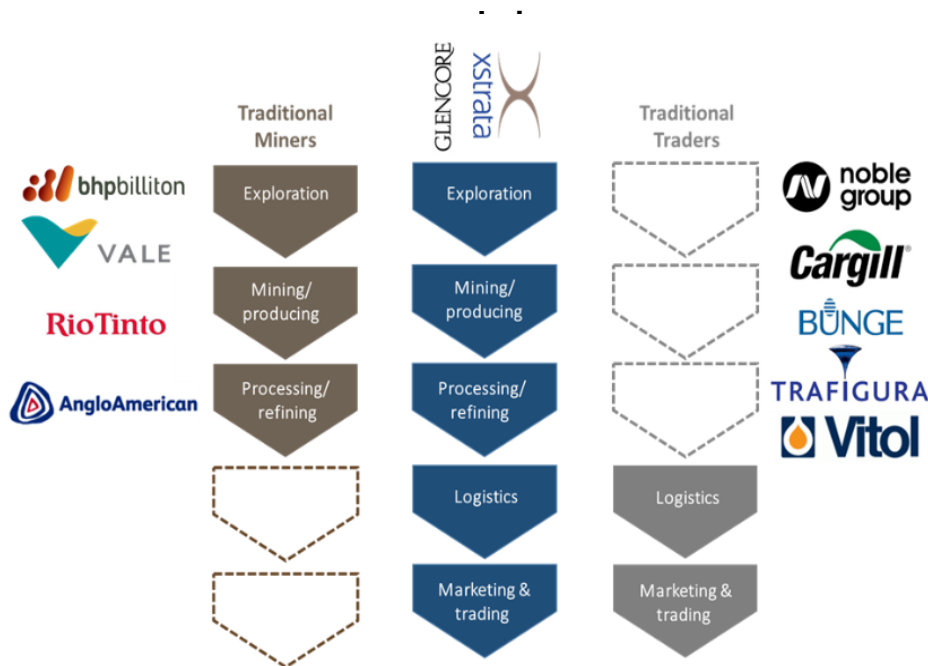 GLENCORE
xstrata
Traditional
Miners
Traditional
Traders
bhpbilliton
VALE
RioTinto
AngloAmerican
Exploration
Mining/
producing
Processing/
refining
Exploration
Mining/
producing
Processing/
refining
Logistics
Marketing &
trading
Logistics
Marketing &
trading
noble
group
Cargill®
BUNGE
TRAFIGURA
Vitol